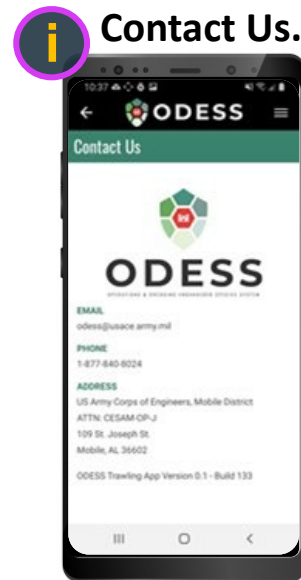 i
Contact Us.
10:37
ODESS
Contact Us
ODESS
OPERATIONS & DREDGING ENDANGERED SPECIES SYSTEM
EMAIL
odess@usace.army.mil
PHONE
1-877-840-8024
ADDRESS
US Army Corps of Engineers, Mobile District
ATTN: CESAM-OP-J
109 St. Joseph St.
Mobile, AL 36602
ODESS Trawling App Version 0.1 - Build 133